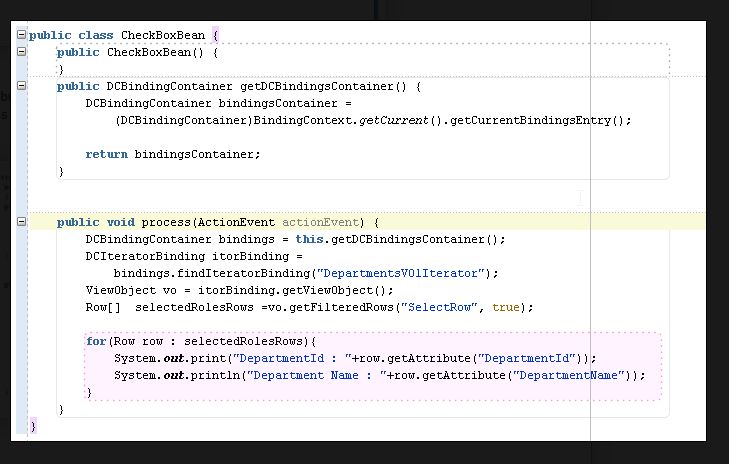 public class CheckBoxBean {
public CheckBoxBean() {
}
public DCBindingContainer getDCBindingsContainer() {
DCBindingContainer bindingsContainer =
(DCBindingContainer)BindingContext.getCurrent().getCurrentBindingsEntry();
return bindingsContainer;
}
public void process(ActionEvent actionEvent) {
DCBindingContainer bindings = this.getDCBindingsContainer();
DCIteratorBinding itorBinding =
bindings.findIteratorBinding("DepartmentsVO1Iterator");
ViewObject vo = itorBinding.getViewObject();
Row[]  selectedRolesRows =vo.getFilteredRows("SelectRow", true);
for(Row row : selectedRolesRows){
System.out.print("DepartmentId : "+row.getAttribute("DepartmentId"));
System.out.println("Department Name : "+row.getAttribute("DepartmentName"));
}
}
}